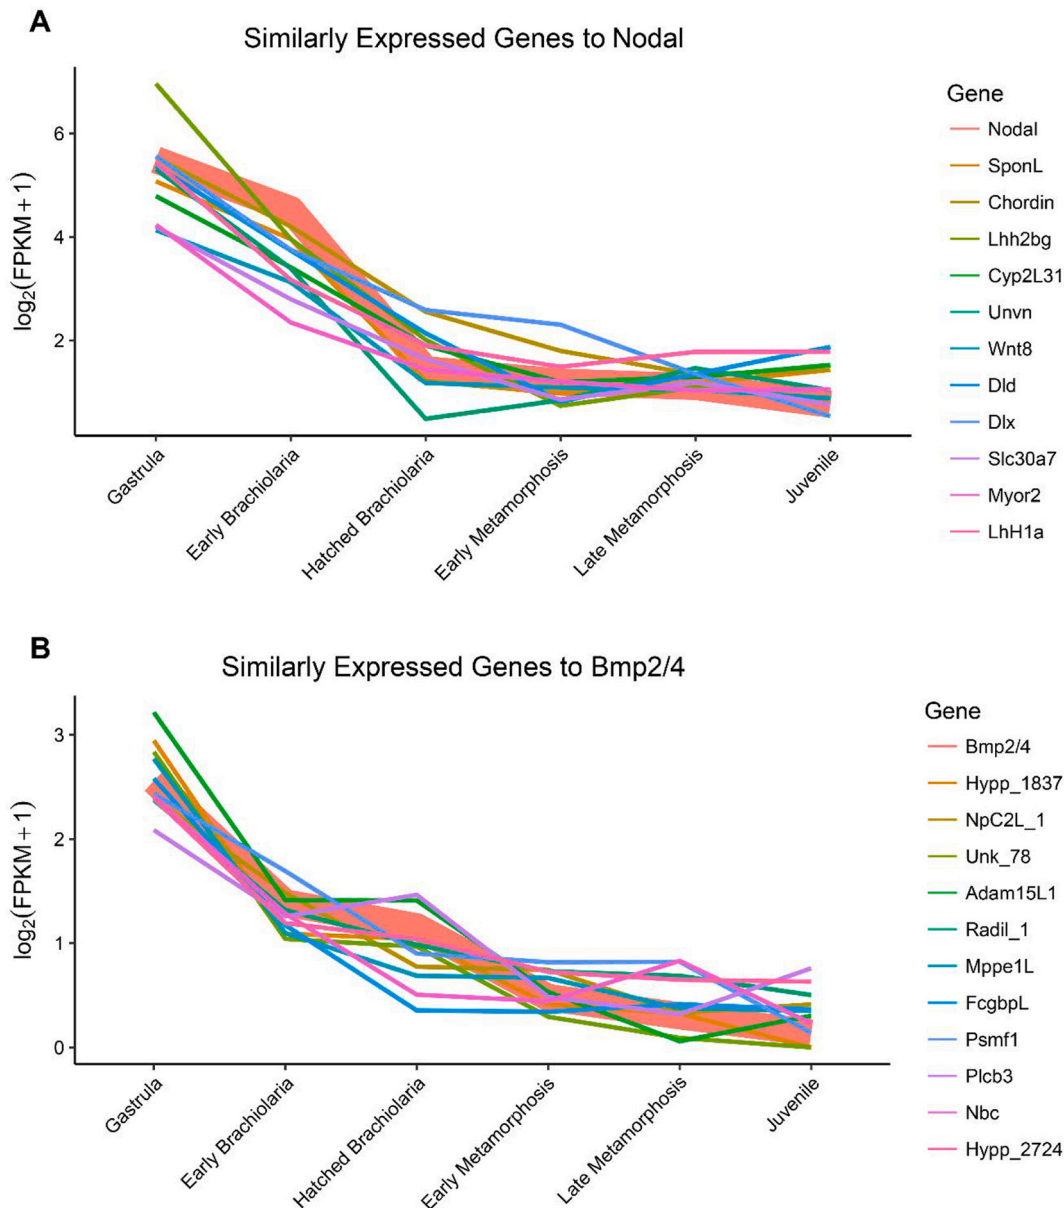 A
Similarly Expressed Genes to Nodal
log2(FPKM + 1)
6
4
2
Gastrula
Early Brachiolaria
Hatched Brachiolaria
Early Metamorphosis
Late Metamorphosis
Juvenile
Gene
Nodal
SponL
Chordin
Lhh2bg
Cyp2L31
Unvn
Wnt8
Dld
Dlx
Slc30a7
Myor2
LhH1a
B
Similarly Expressed Genes to Bmp2/4
log2(FPKM + 1)
3
2
1
0
Gastrula
Early Brachiolaria
Hatched Brachiolaria
Early Metamorphosis
Late Metamorphosis
Juvenile
Gene
Bmp2/4
Hypp_1837
NpC2L_1
Unk_78
Adam15L1
Radil_1
Mppe1L
FcgbpL
Psmf1
Plcb3
Nbc
Hypp_2724